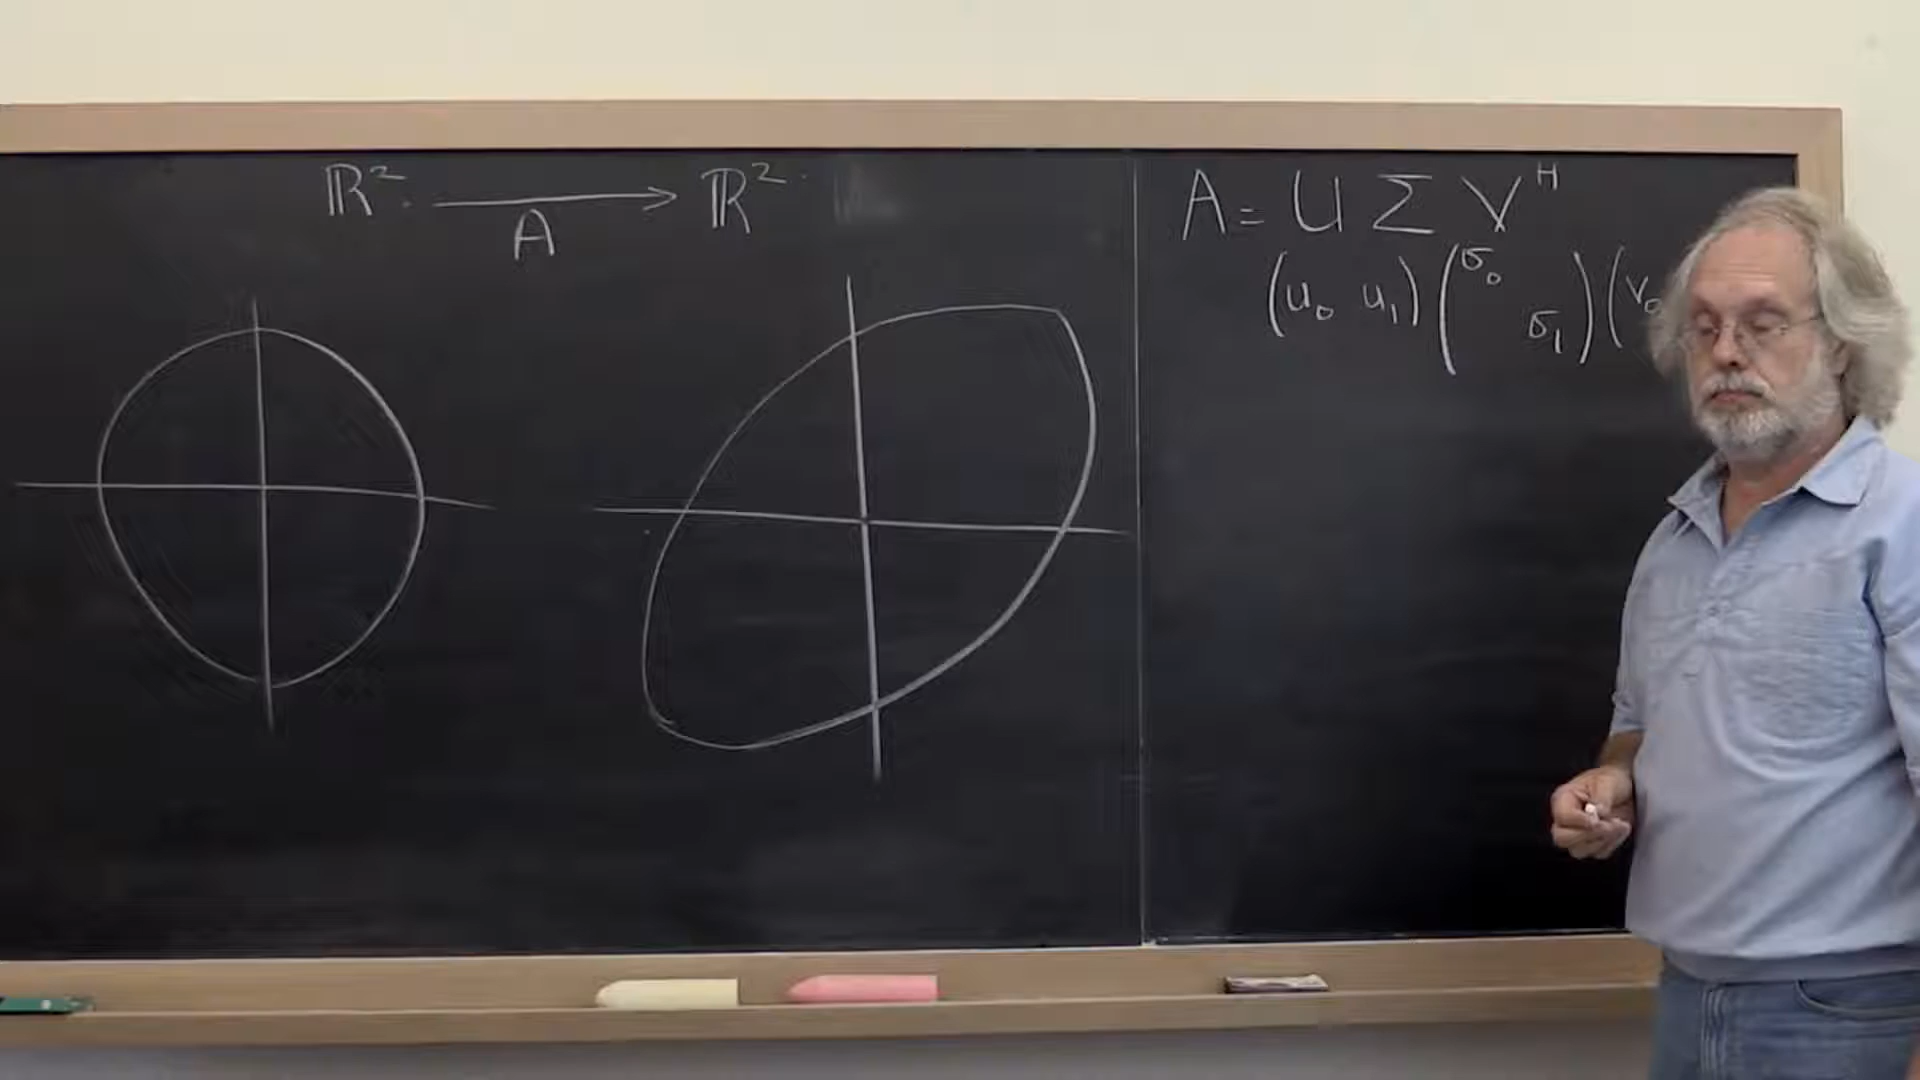 ℝ² → ℝ²
A
A = U Σ V^H
(u₀ u₁) (σ₀ σ₁) (v₀